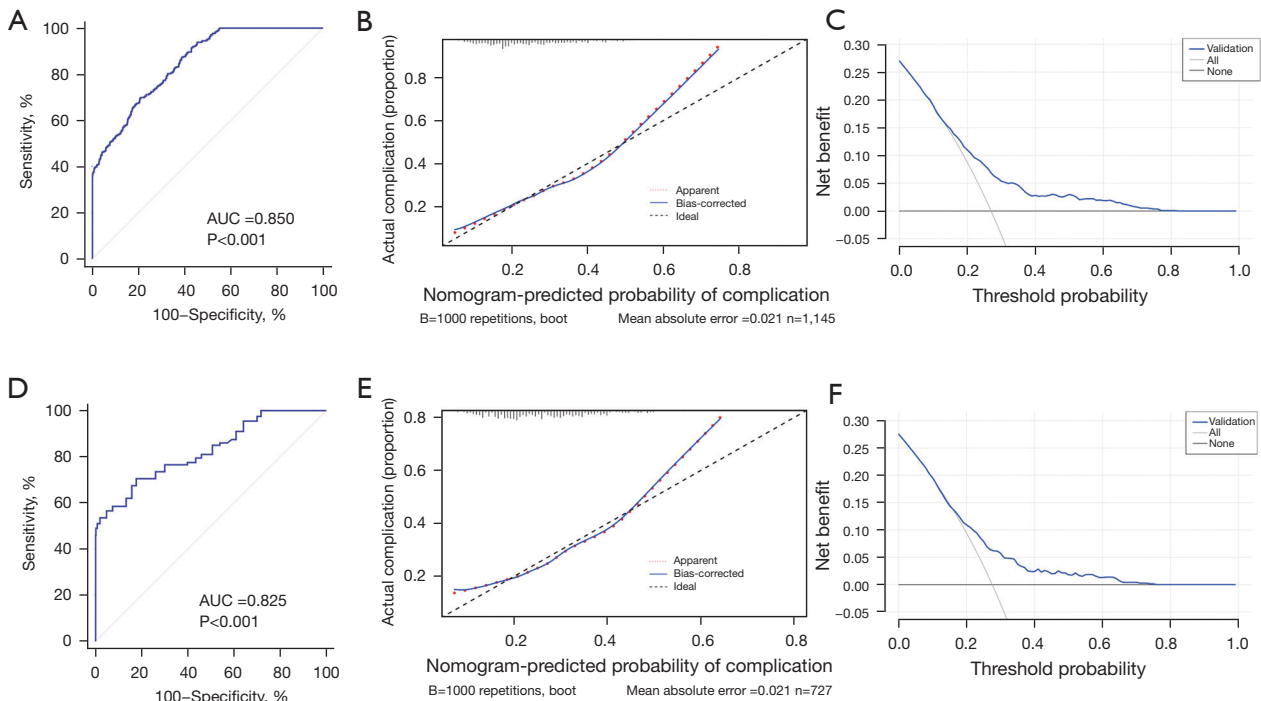 A
100
80
60
40
20
0
Sensitivity, %
AUC =0.850
P<0.001
0 20 40 60 80 100
100–Specificity, %
B
0.8
0.6
0.4
0.2
Actual complication (proportion)
Apparent
Bias-corrected
Ideal
0.2 0.4 0.6 0.8
Nomogram-predicted probability of complication
B=1000 repetitions, boot Mean absolute error =0.021 n=1,145
C
0.30
0.25
0.20
0.15
0.10
0.05
0.00
–0.05
Net benefit
Validation
All
None
0.0 0.2 0.4 0.6 0.8 1.0
Threshold probability
D
100
80
60
40
20
0
Sensitivity, %
AUC =0.825
P<0.001
0 20 40 60 80 100
100–Specificity, %
E
0.8
0.6
0.4
0.2
Actual complication (proportion)
Apparent
Bias-corrected
Ideal
0.2 0.4 0.6 0.8
Nomogram-predicted probability of complication
B=1000 repetitions, boot Mean absolute error =0.021 n=727
F
0.30
0.25
0.20
0.15
0.10
0.05
0.00
–0.05
Net benefit
Validation
All
None
0.0 0.2 0.4 0.6 0.8 1.0
Threshold probability